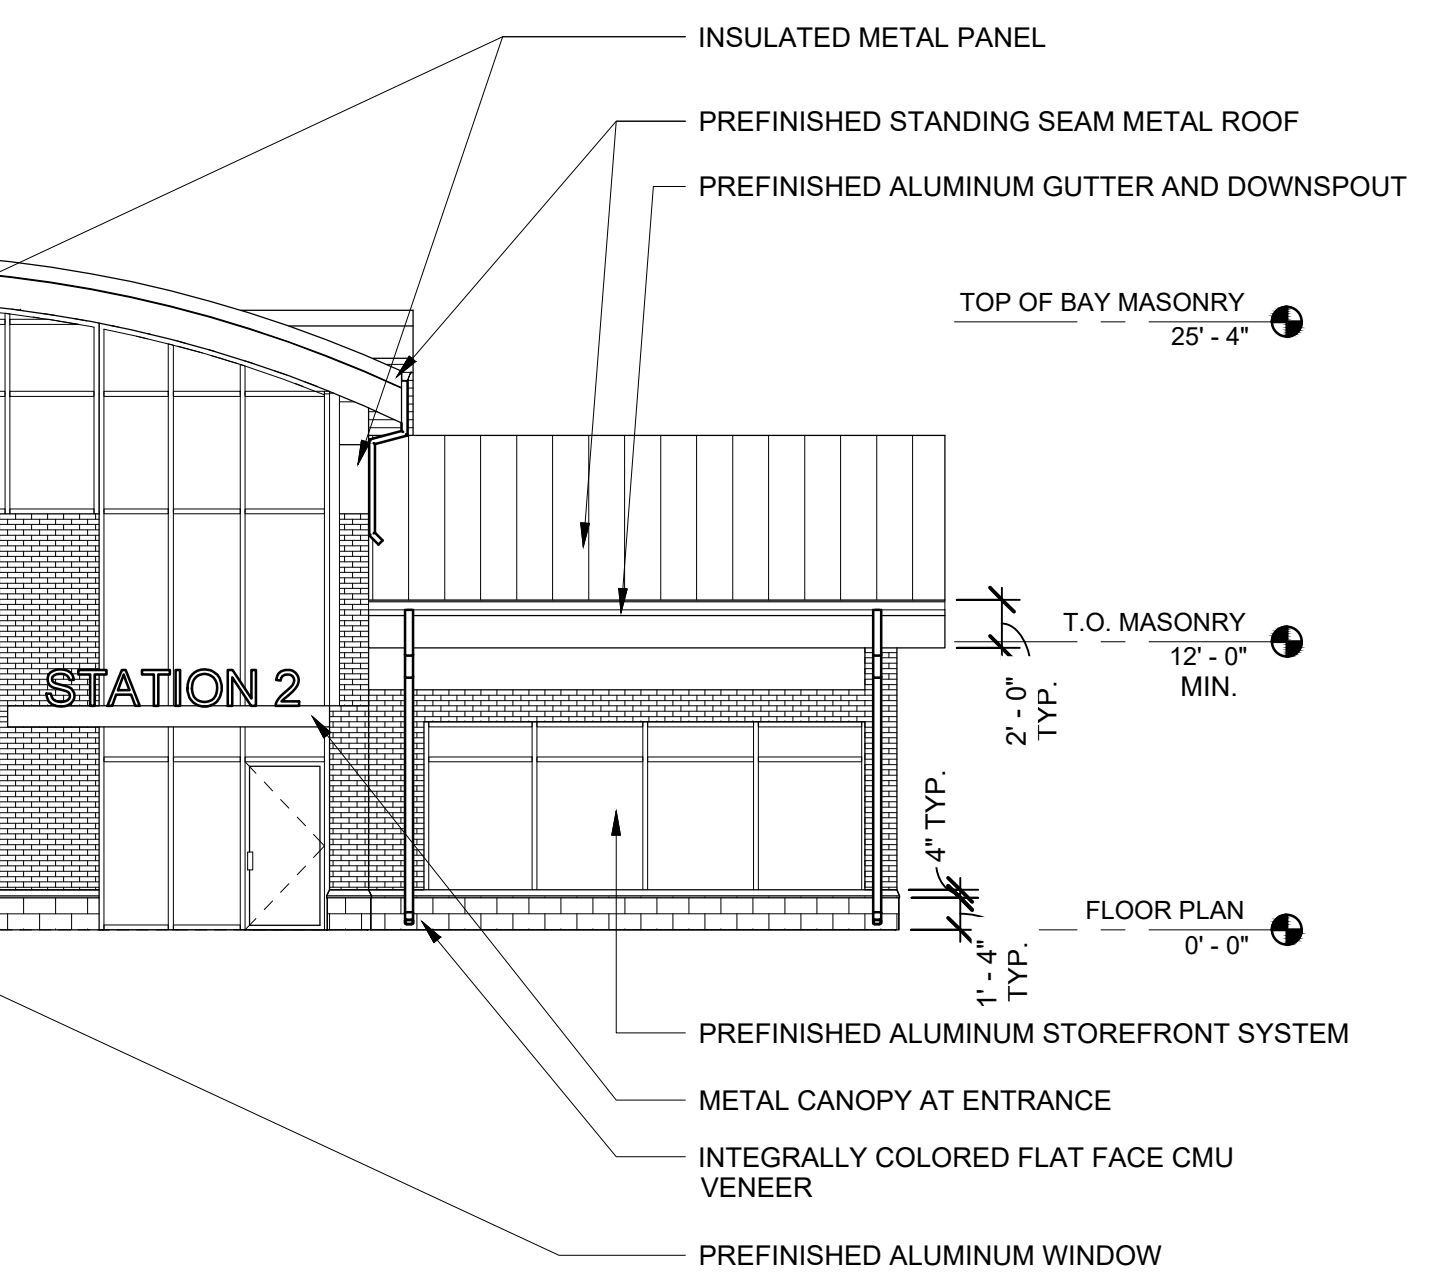 INSULATED METAL PANEL
PREFINISHED STANDING SEAM METAL ROOF
PREFINISHED ALUMINUM GUTTER AND DOWNSPOUT
TOP OF BAY MASONRY
25' - 4"
T.O. MASONRY
12' - 0"
MIN.
2' - 0"
TYP.
STATION 2
4" TYP.
FLOOR PLAN
0' - 0"
1' - 4"
TYP.
PREFINISHED ALUMINUM STOREFRONT SYSTEM
METAL CANOPY AT ENTRANCE
INTEGRALLY COLORED FLAT FACE CMU
VENEER
PREFINISHED ALUMINUM WINDOW